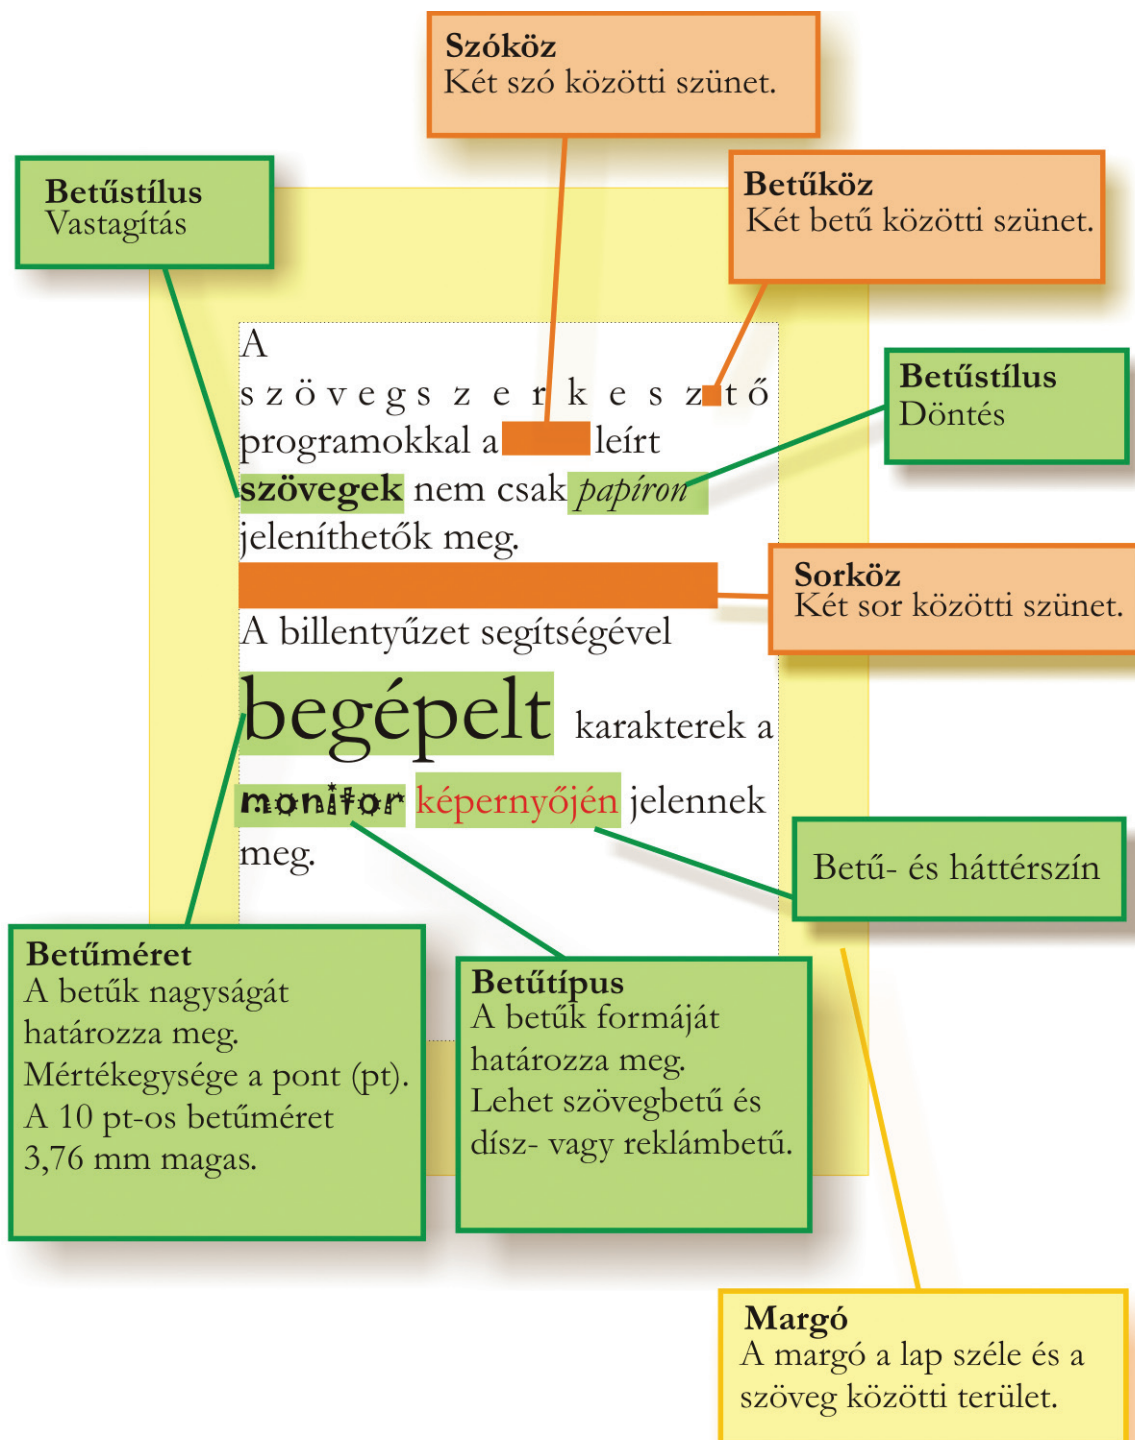 Szóköz
Két szó közötti szünet.
Betűstílus
Vastagítás
Betűköz
Két betű közötti szünet.
A
szövegszerkesztő
programokkal a leírt
szövegek nem csak papíron
jeleníthetők meg.
Betűstílus
Döntés
Sorköz
Két sor közötti szünet.
A billentyűzet segítségével
begépelt karakterek a
monitor képernyőjén jelennek
meg.
Betű- és háttérszín
Betűméret
A betűk nagyságát
határozza meg.
Mértékegysége a pont (pt).
A 10 pt-os betűméret
3,76 mm magas.
Betűtípus
A betűk formáját
határozza meg.
Lehet szövegbetű és
dísz- vagy reklámbetű.
Margó
A margó a lap széle és a
szöveg közötti terület.